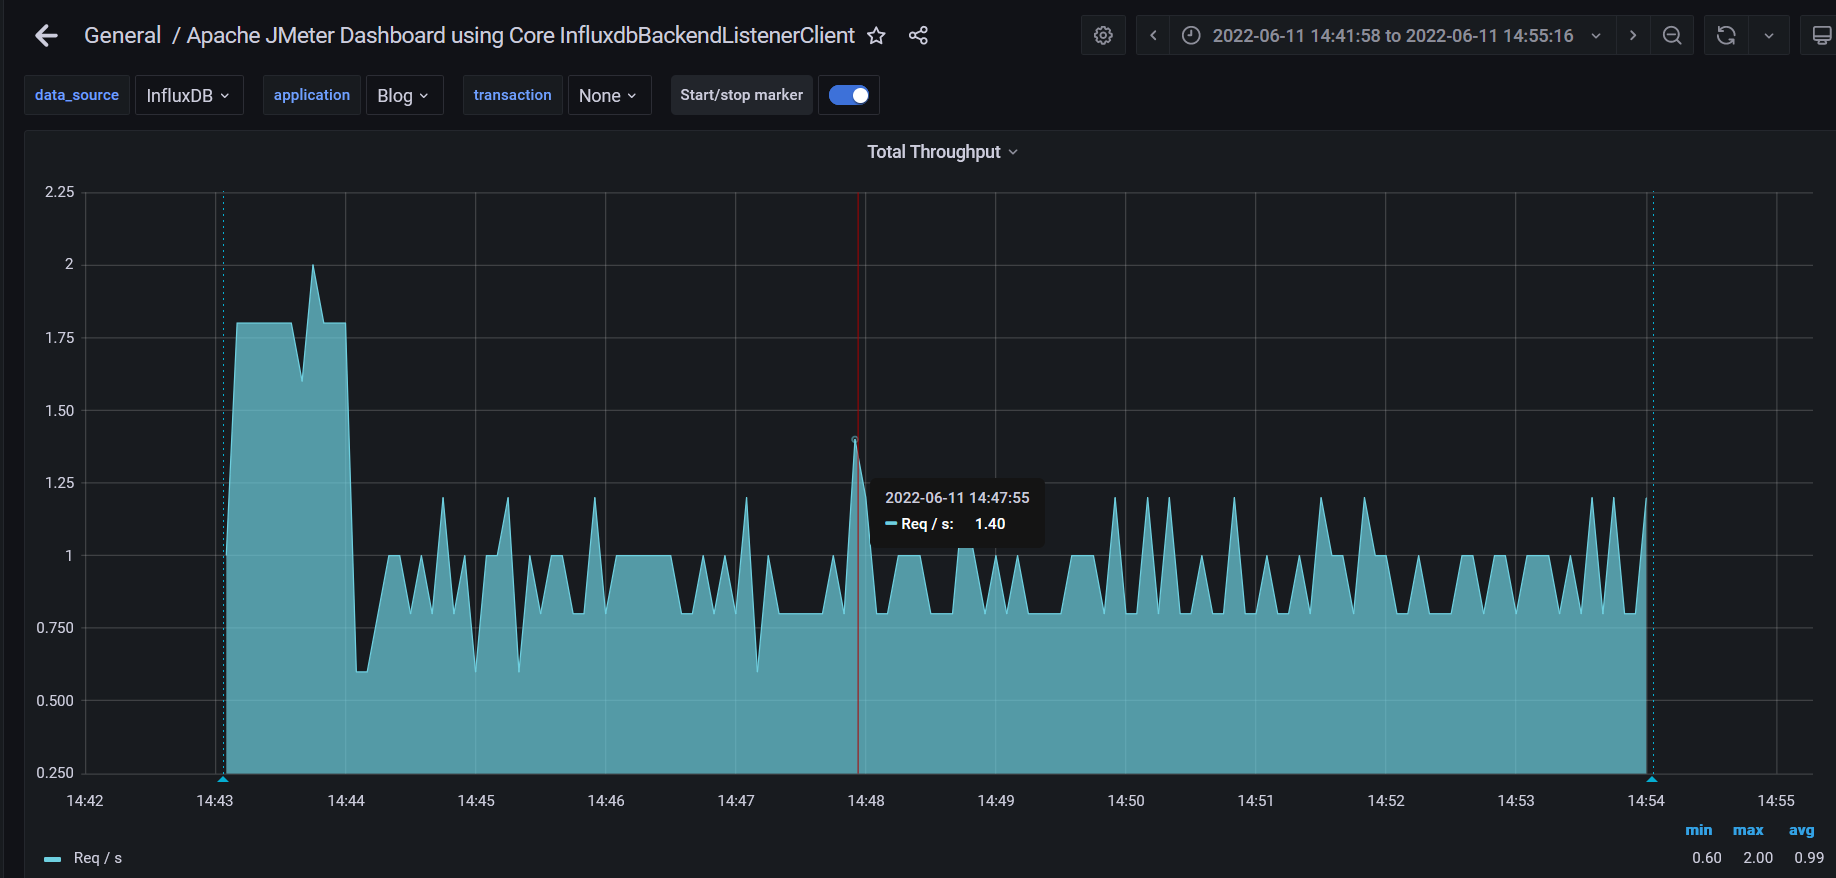 General / Apache JMeter Dashboard using Core InfluxdbBackendListenerClient
2022-06-11 14:41:58 to 2022-06-11 14:55:16
data_source InfluxDB application Blog transaction None Start/stop marker
Total Throughput
2.25
2
1.75
1.50
1.25
1
0.750
0.500
0.250
2022-06-11 14:47:55
Req / s: 1.40
14:42 14:43 14:44 14:45 14:46 14:47 14:48 14:49 14:50 14:51 14:52 14:53 14:54 14:55
min max avg
Req / s 0.60 2.00 0.99